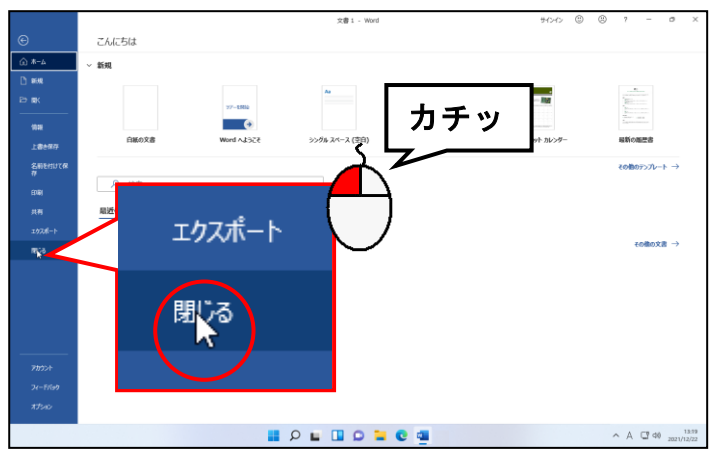 文書 1 - Word
サインイン
?
こんにちは
ホーム
新規
開く
情報
上書き保存
名前を付けて保
存
印刷
共有
エクスポート
閉じる
アカウント
フィードバック
オプション
新規
Aa
ツアーを開始
白紙の文書
Word へようこそ
シングル スペース (空白)
カレンダー
最新の履歴書
その他のテンプレート →
その他の文書 →
カチッ
エクスポート
閉じる
A
13:19
2021/12/22